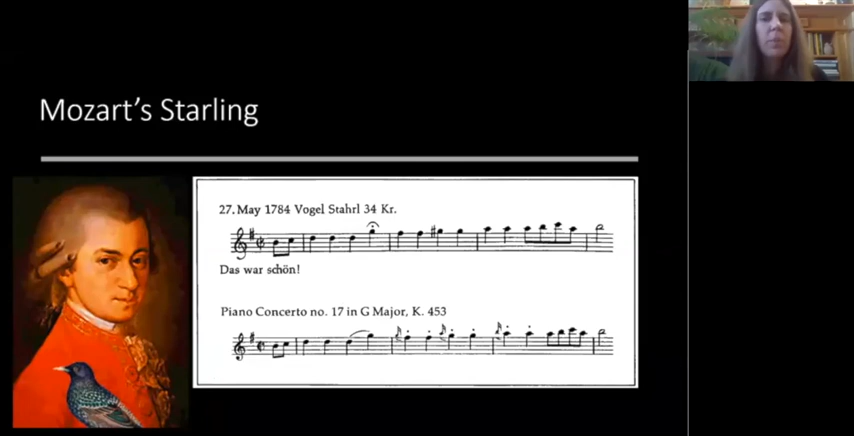 Mozart's Starling
27. May 1784 Vogel Stahrl 34 Kr.
Das war schön!
Piano Concerto no. 17 in G Major, K. 453